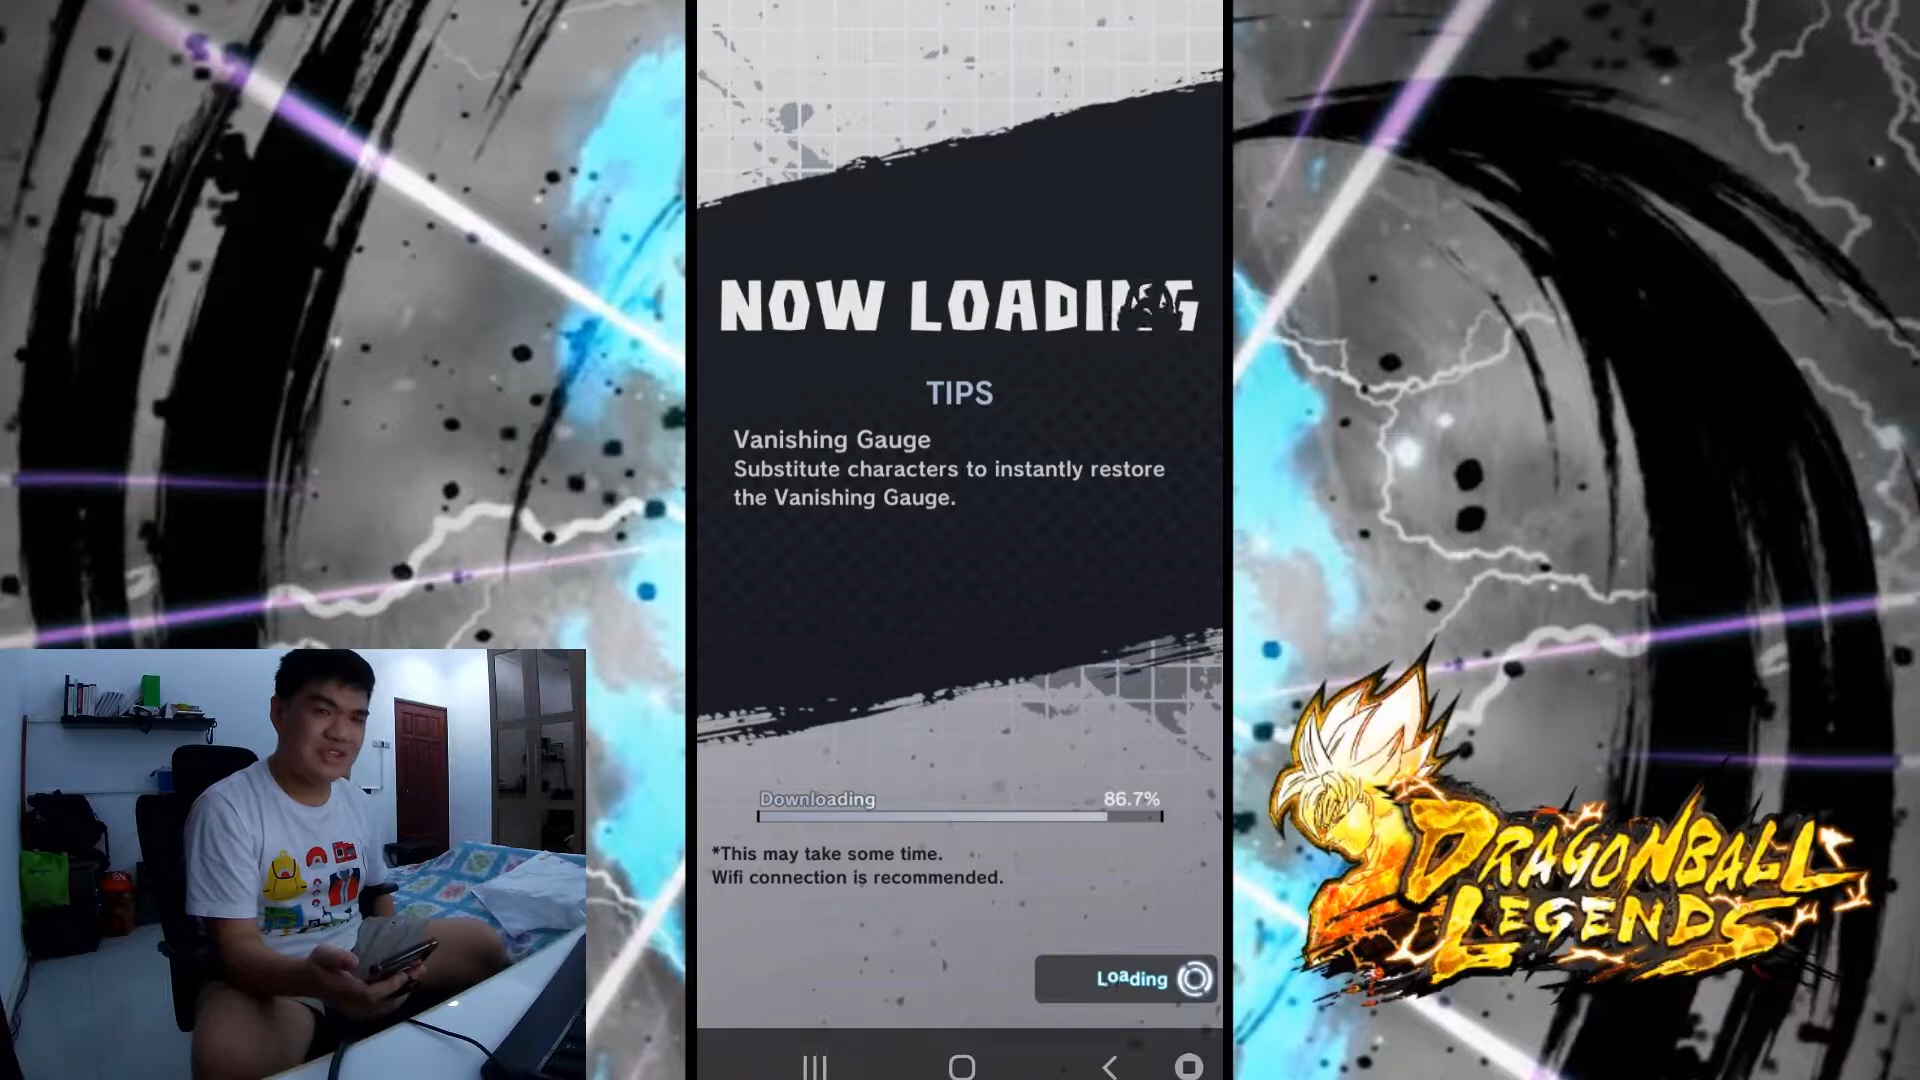 NOW LOADING
TIPS
Vanishing Gauge
Substitute characters to instantly restore
the Vanishing Gauge.
Downloading 86.7%
*This may take some time.
Wifi connection is recommended.
Loading
DRAGONBALL
LEGENDS